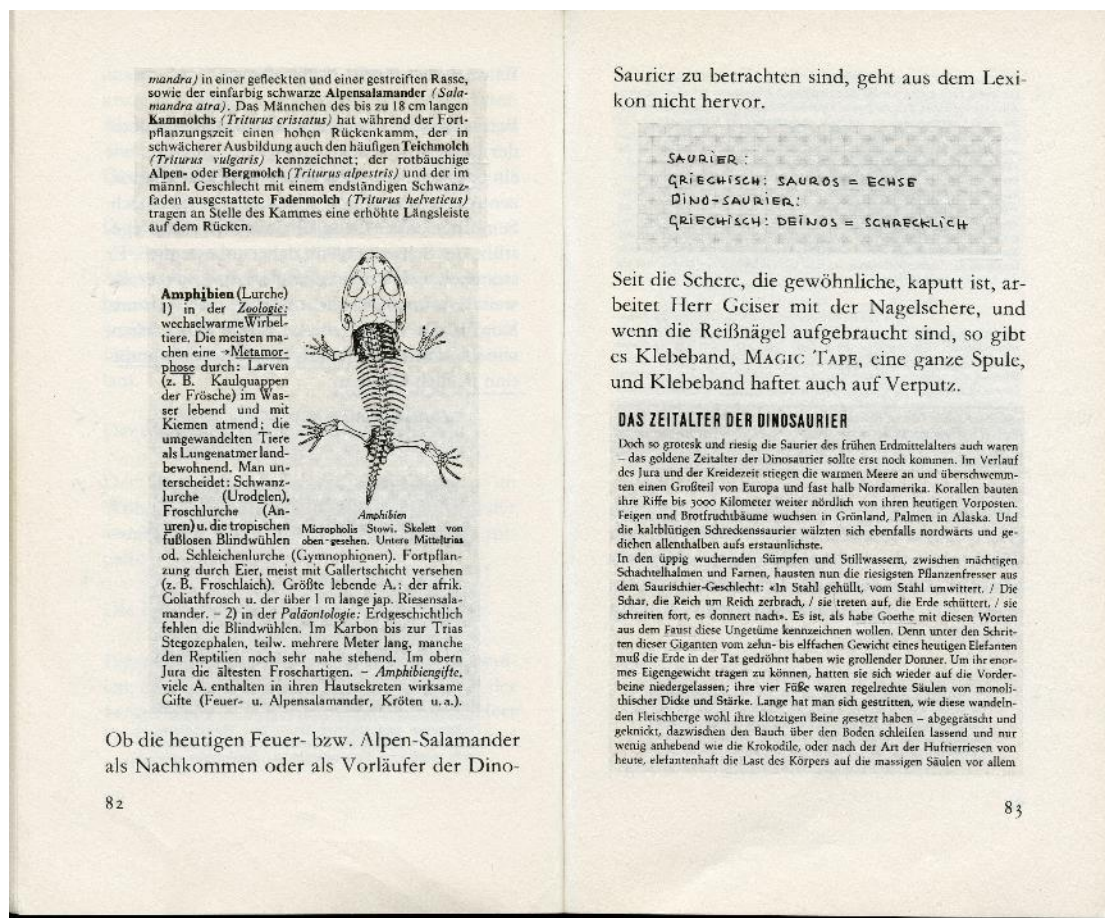 mandra) in einer gefleckten und einer gestreiften Rasse,
sowie der einfarbig schwarze Alpensalamander (Sala-
mandra atra). Das Männchen des bis zu 18 cm langen
Kammolchs (Triturus cristatus) hat während der Fort-
pflanzungszeit einen hohen Rückenkamm, der in
schwächerer Ausbildung auch den häufigen Teichmolch
(Triturus vulgaris) kennzeichnet; der rotbäuchige
Alpen- oder Bergmolch (Triturus alpestris) und der im
männl. Geschlecht mit einem endständigen Schwanz-
faden ausgestattete Fadenmolch (Triturus helveticus)
tragen an Stelle des Kammes eine erhöhte Längsleiste
auf dem Rücken.
Amphibien (Lurche)
1) in der Zoologie:
wechselwarme Wirbel-
tiere. Die meisten ma-
chen eine →Metamor-
phose durch: Larven
(z. B. Kaulquappen
der Frösche) im Was-
ser lebend und mit
Kiemen atmend; die
umgewandelten Tiere
als Lungenatmer land-
bewohnend. Man un-
terscheidet: Schwanz-
lurche (Urodelen),
Froschlurche (An-
uren) u. die tropischen
fußlosen Blindwühlen
Amphibien
Micropholis Stowi. Skelett von
oben gesehen. Untere Mitteltrias
od. Schleichenlurche (Gymnophionen). Fortpflan-
zung durch Eier, meist mit Gallertschicht versehen
(z. B. Froschlaich). Größte lebende A.: der afrik.
Goliathfrosch u. der über 1 m lange jap. Riesensala-
mander. – 2) in der Paläontologie: Erdgeschichtlich
fehlen die Blindwühlen. Im Karbon bis zur Trias
Stegozephalen, teilw. mehrere Meter lang, manche
den Reptilien noch sehr nahe stehend. Im obern
Jura die ältesten Froschartigen. – Amphibiengifte,
viele A. enthalten in ihren Hautsekreten wirksame
Gifte (Feuer- u. Alpensalamander, Kröten u. a.).
Ob die heutigen Feuer- bzw. Alpen-Salamander
als Nachkommen oder als Vorläufer der Dino-
82
Saurier zu betrachten sind, geht aus dem Lexi-
kon nicht hervor.
SAURIER:
GRIECHISCH: SAUROS = ECHSE
DINO-SAURIER:
GRIECHISCH: DEINOS = SCHRECKLICH
Seit die Schere, die gewöhnliche, kaputt ist, ar-
beitet Herr Geiser mit der Nagelschere, und
wenn die Reißnägel aufgebraucht sind, so gibt
es Klebeband, MAGIC TAPE, eine ganze Spule,
und Klebeband haftet auch auf Verputz.
DAS ZEITALTER DER DINOSAURIER
Doch so grotesk und riesig die Saurier des frühen Erdmittelalters auch waren
– das goldene Zeitalter der Dinosaurier sollte erst noch kommen. Im Verlauf
des Jura und der Kreidezeit stiegen die warmen Meere an und überschwemm-
ten einen Großteil von Europa und fast halb Nordamerika. Korallen bauten
ihre Riffe bis 3000 Kilometer weiter nördlich von ihren heutigen Vorposten.
Feigen und Brotfruchtbäume wuchsen in Grönland, Palmen in Alaska. Und
die kaltblütigen Schreckenssaurier wälzten sich ebenfalls nordwärts und ge-
diehen allenthalben aufs erstaunlichste.
In den üppig wuchernden Sümpfen und Stillwassern, zwischen mächtigen
Schachtelhalmen und Farnen, hausten nun die riesigsten Pflanzenfresser aus
dem Saurischier-Geschlecht: «In Stahl gehüllt, vom Stahl umwittert. / Die
Schar, die Reich um Reich zerbrach, / sie treten auf, die Erde schüttert, / sie
schreiten fort, es donnert nach». Es ist, als habe Goethe mit diesen Worten
aus dem Faust diese Ungetüme kennzeichnen wollen. Denn unter den Schrit-
ten dieser Giganten vom zehn- bis elffachen Gewicht eines heutigen Elefanten
muß die Erde in der Tat gedröhnt haben wie grollender Donner. Um ihr enor-
mes Eigengewicht tragen zu können, hatten sie sich wieder auf die Vorder-
beine niedergelassen; ihre vier Füße waren regelrechte Säulen von monoli-
thischer Dicke und Stärke. Lange hat man sich gestritten, wie diese wandeln-
den Fleischberge wohl ihre klotzigen Beine gesetzt haben – abgegrätscht und
geknickt, dazwischen den Bauch über den Boden schleifen lassend und nur
wenig anhebend wie die Krokodile, oder nach der Art der Hufrierriesen von
heute, elefantenhaft die Last des Körpers auf die massigen Säulen vor allem
83